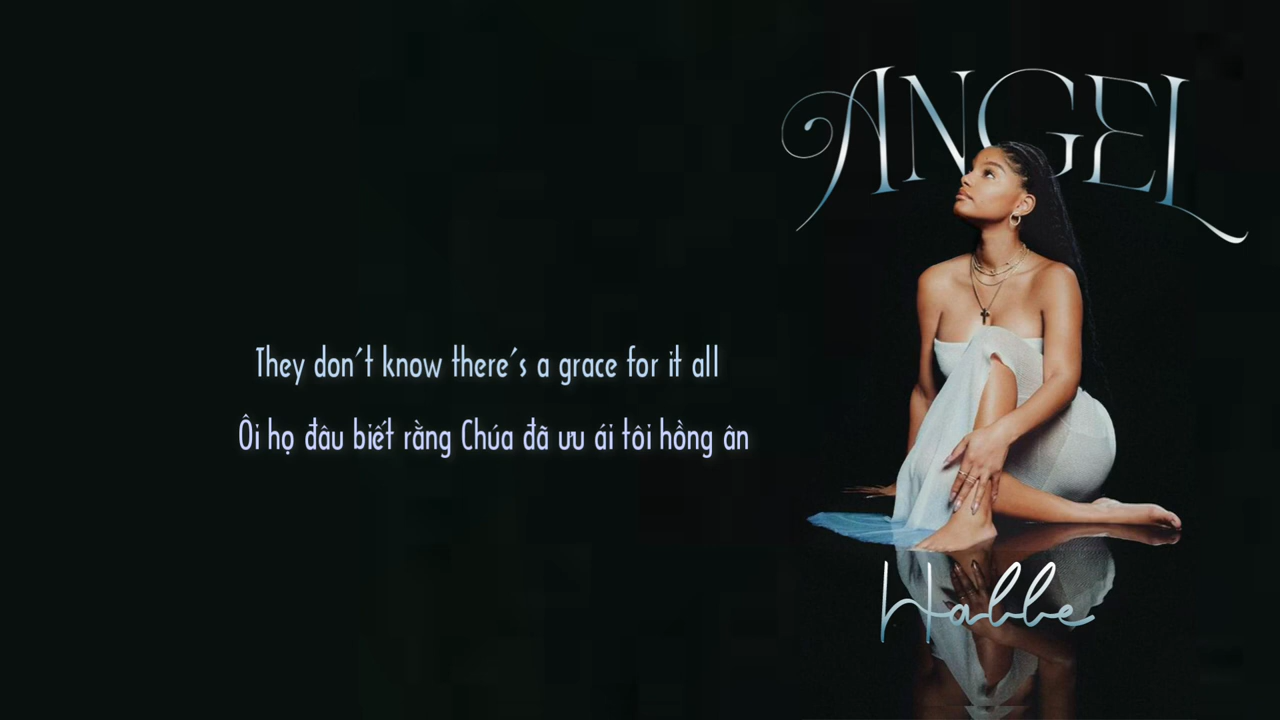 ANGEL
They don't know there's a grace for it all
Ôi họ đâu biết rằng Chúa đã ưu ái tôi hồng ân
Halle